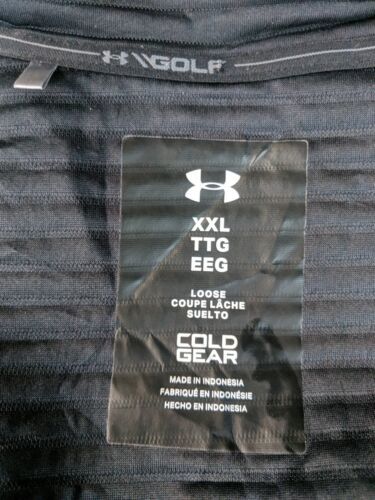 GOLF
XXL
TTG
EEG
LOOSE
COUPE LÂCHE
SUELTO
COLD
GEAR
MADE IN INDONESIA
FABRIQUÉ EN INDONÉSIE
HECHO EN INDONESIA